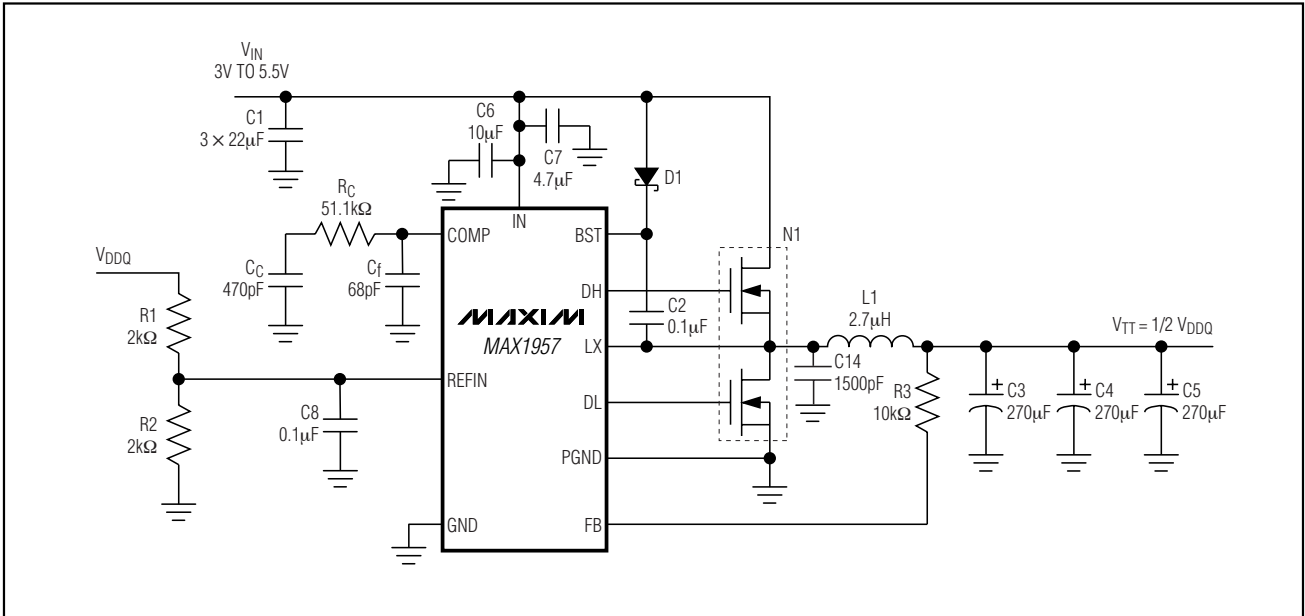 V_IN
3V TO 5.5V
C1
3 × 22μF
C6
10μF
C7
4.7μF
D1
R_C
51.1kΩ
IN
COMP
BST
N1
V_DDQ
C_C
470pF
C_f
68pF
DH
C2
0.1μF
L1
2.7μH
V_TT = 1/2 V_DDQ
R1
2kΩ
MAXIM
MAX1957
LX
C14
1500pF
REFIN
R3
10kΩ
+ C3
270μF
+ C4
270μF
+ C5
270μF
DL
R2
2kΩ
C8
0.1μF
PGND
GND
FB